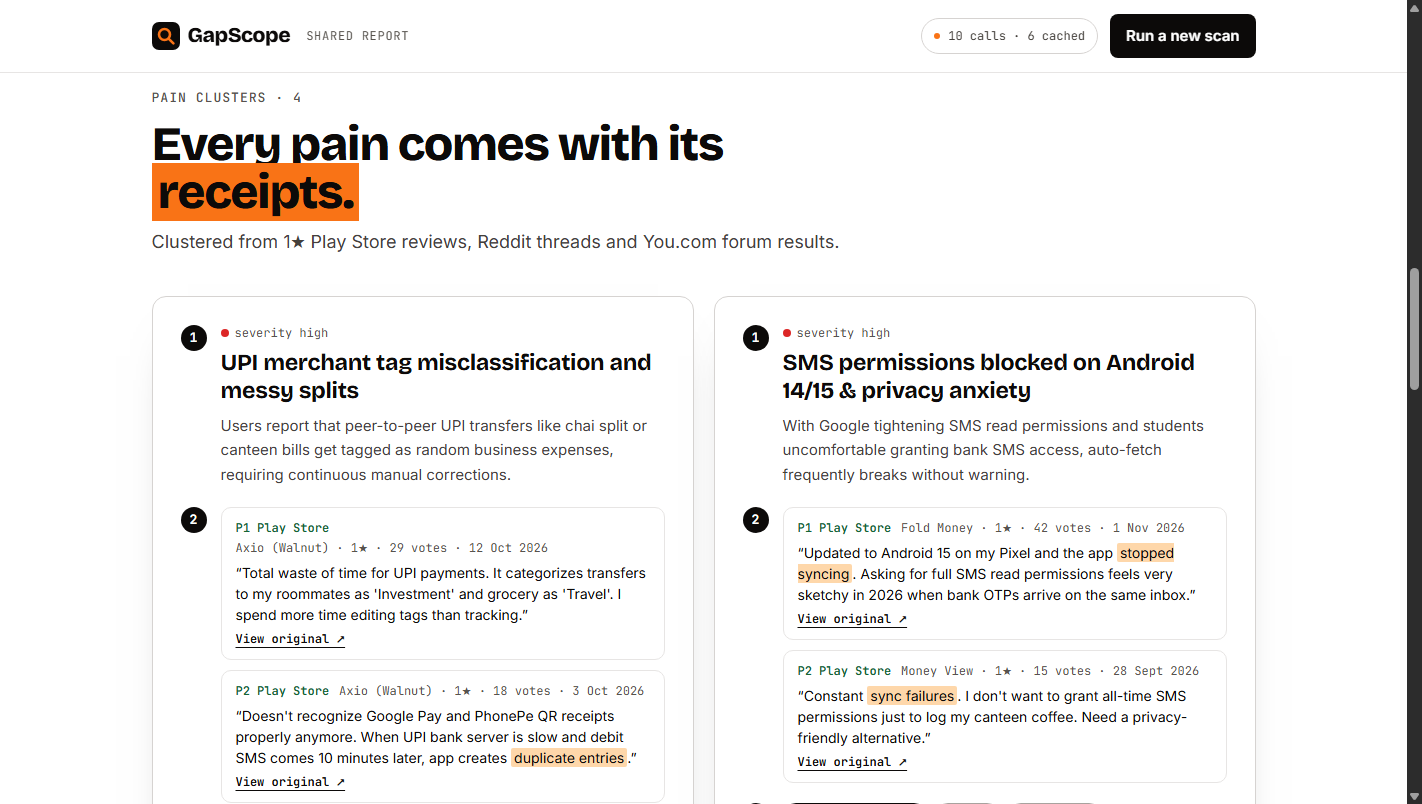 GapScope
SHARED REPORT
10 calls · 6 cached
Run a new scan
PAIN CLUSTERS · 4
Every pain comes with its
receipts.
Clustered from 1★ Play Store reviews, Reddit threads and You.com forum results.
1
severity high
UPI merchant tag misclassification and
messy splits
Users report that peer-to-peer UPI transfers like chai split or
canteen bills get tagged as random business expenses,
requiring continuous manual corrections.
2
P1 Play Store
Axio (Walnut) · 1★ · 29 votes · 12 Oct 2026
“Total waste of time for UPI payments. It categorizes transfers
to my roommates as 'Investment' and grocery as 'Travel'. I
spend more time editing tags than tracking.”
View original ↗
P2 Play Store Axio (Walnut) · 1★ · 18 votes · 3 Oct 2026
“Doesn't recognize Google Pay and PhonePe QR receipts
properly anymore. When UPI bank server is slow and debit
SMS comes 10 minutes later, app creates duplicate entries.”
View original ↗
1
severity high
SMS permissions blocked on Android
14/15 & privacy anxiety
With Google tightening SMS read permissions and students
uncomfortable granting bank SMS access, auto-fetch
frequently breaks without warning.
2
P1 Play Store Fold Money · 1★ · 42 votes · 1 Nov 2026
“Updated to Android 15 on my Pixel and the app stopped
syncing. Asking for full SMS read permissions feels very
sketchy in 2026 when bank OTPs arrive on the same inbox.”
View original ↗
P2 Play Store Money View · 1★ · 15 votes · 28 Sept 2026
“Constant sync failures. I don't want to grant all-time SMS
permissions just to log my canteen coffee. Need a privacy-
friendly alternative.”
View original ↗